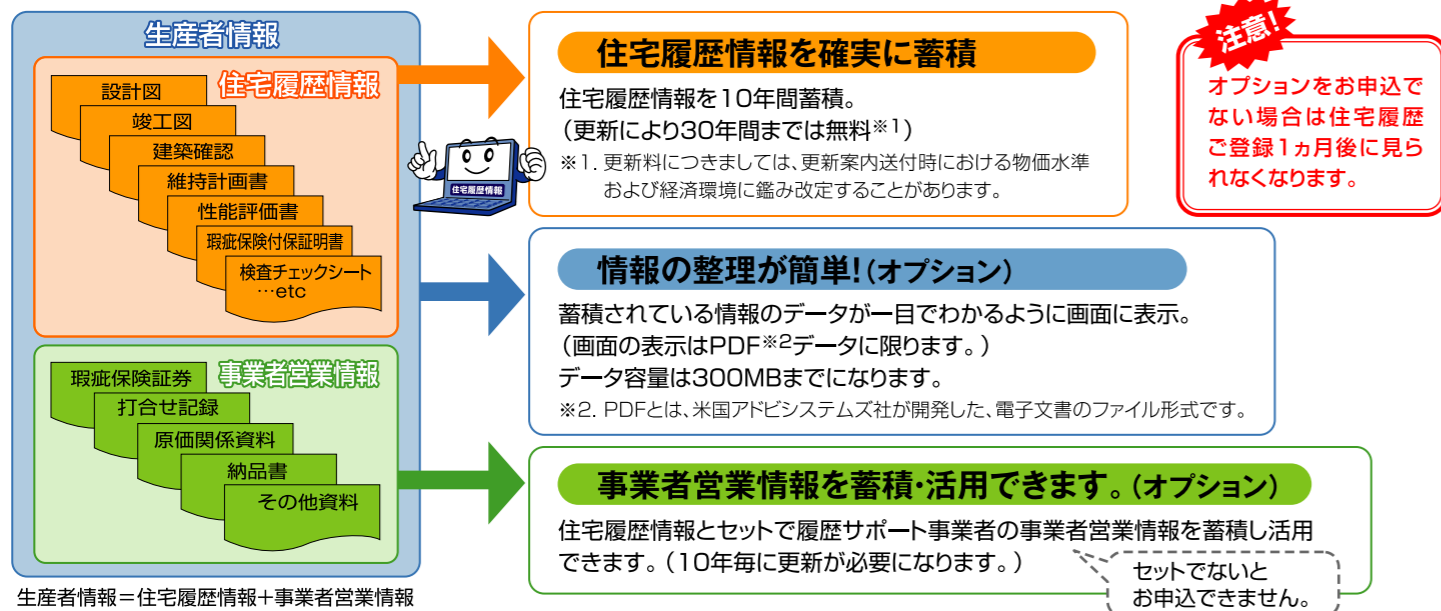 生産者情報
住宅履歴情報
設計図
竣工図
建築確認
維持計画書
性能評価書
瑕疵保険付保証明書
検査チェックシート
…etc
事業者営業情報
瑕疵保険証券
打合せ記録
原価関係資料
納品書
その他資料
生産者情報=住宅履歴情報+事業者営業情報
住宅履歴情報
住宅履歴情報を確実に蓄積
住宅履歴情報を10年間蓄積。
(更新により30年間までは無料※1)
※1. 更新料につきましては、更新案内送付時における物価水準
および経済環境に鑑み改定することがあります。
情報の整理が簡単!(オプション)
蓄積されている情報のデータが一目でわかるように画面に表示。
(画面の表示はPDF※2データに限ります。)
データ容量は300MBまでになります。
※2. PDFとは、米国アドビシステムズ社が開発した、電子文書のファイル形式です。
事業者営業情報を蓄積・活用できます。(オプション)
住宅履歴情報とセットで履歴サポート事業者の事業者営業情報を蓄積し活用
できます。(10年毎に更新が必要になります。)
セットでないと
お申込できません。
注意!
オプションをお申込で
ない場合は住宅履歴
ご登録1ヵ月後に見ら
れなくなります。